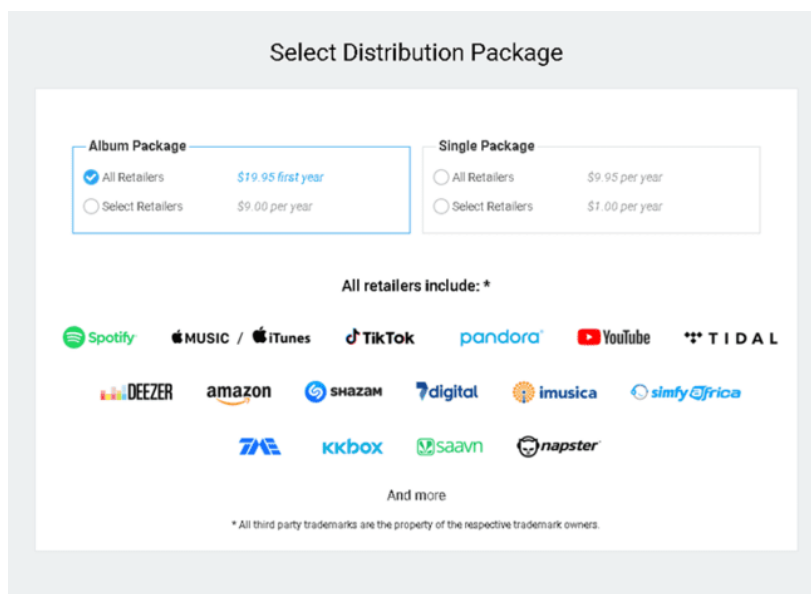 Select Distribution Package
Album Package
All Retailers $19.95 first year
Select Retailers $9.00 per year
Single Package
All Retailers $9.95 per year
Select Retailers $1.00 per year
All retailers include: *
Spotify MUSIC / iTunes TikTok pandora YouTube TIDAL
DEEZER amazon SHAZAM 7digital imusica simfy africa
TME KKBOX saavn napster
And more
* All third party trademarks are the property of the respective trademark owners.